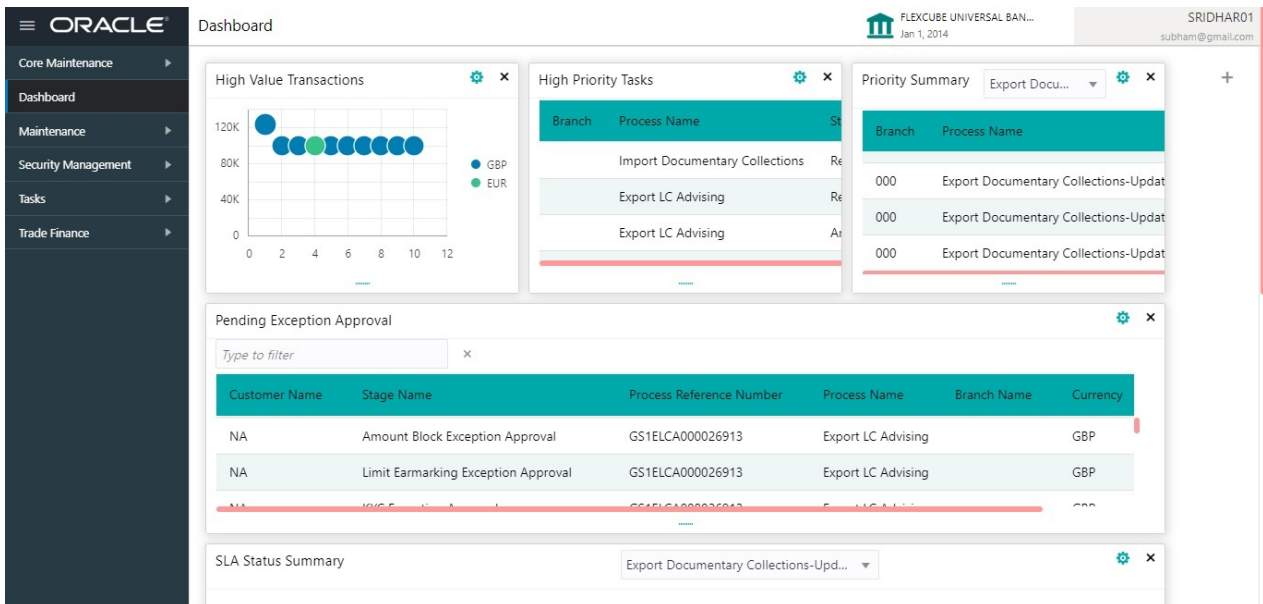 ORACLE
Dashboard
FLEXCUBE UNIVERSAL BAN...
Jan 1, 2014
SRIDHAR01
subham@gmail.com
Core Maintenance
Dashboard
Maintenance
Security Management
Tasks
Trade Finance
High Value Transactions
120K
80K
40K
0
0 2 4 6 8 10 12
GBP
EUR
High Priority Tasks
Branch Process Name St
Import Documentary Collections Re
Export LC Advising Re
Export LC Advising Ar
Priority Summary Export Docu...
Branch Process Name
000 Export Documentary Collections-Updat
000 Export Documentary Collections-Updat
000 Export Documentary Collections-Updat
Pending Exception Approval
Type to filter
Customer Name Stage Name Process Reference Number Process Name Branch Name Currency
NA Amount Block Exception Approval GS1ELCA000026913 Export LC Advising GBP
NA Limit Earmarking Exception Approval GS1ELCA000026913 Export LC Advising GBP
SLA Status Summary Export Documentary Collections-Upd...